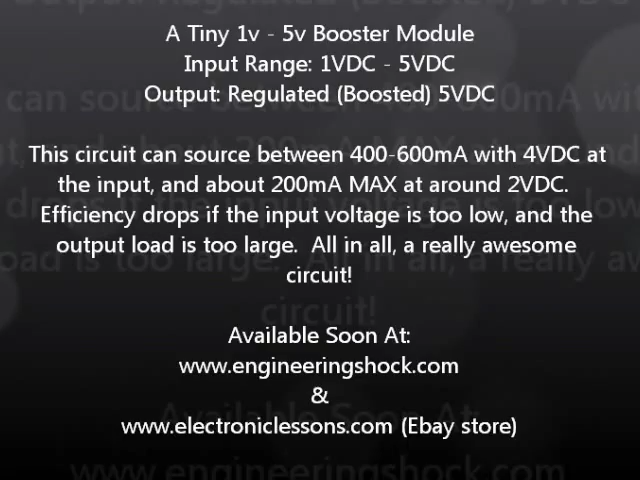 A Tiny 1v - 5v Booster Module
Input Range: 1VDC - 5VDC
Output: Regulated (Boosted) 5VDC
This circuit can source between 400-600mA with 4VDC at
the input, and about 200mA MAX at around 2VDC.
Efficiency drops if the input voltage is too low, and the
output load is too large.  All in all, a really awesome
circuit!
Available Soon At:
www.engineeringshock.com
&
www.electroniclessons.com (Ebay store)